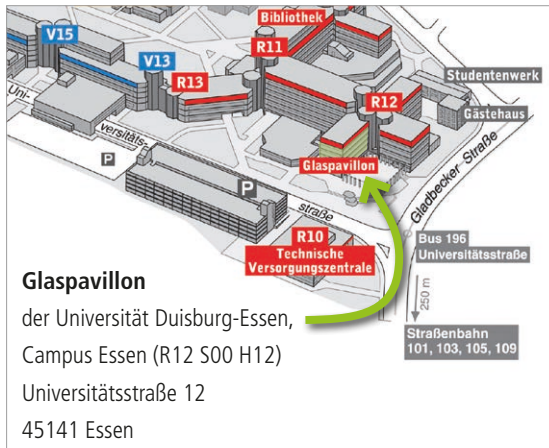 Bibliothek
V15
R11
V13
R13
Studentenwerk
R12
Gästehaus
Uni-
versitäts-
P
Glaspavillon
P
straße
Gladbecker Straße
R10
Technische
Versorgungszentrale
Bus 196
Universitätsstraße
250 m
Straßenbahn
101, 103, 105, 109
Glaspavillon
der Universität Duisburg-Essen,
Campus Essen (R12 S00 H12)
Universitätsstraße 12
45141 Essen